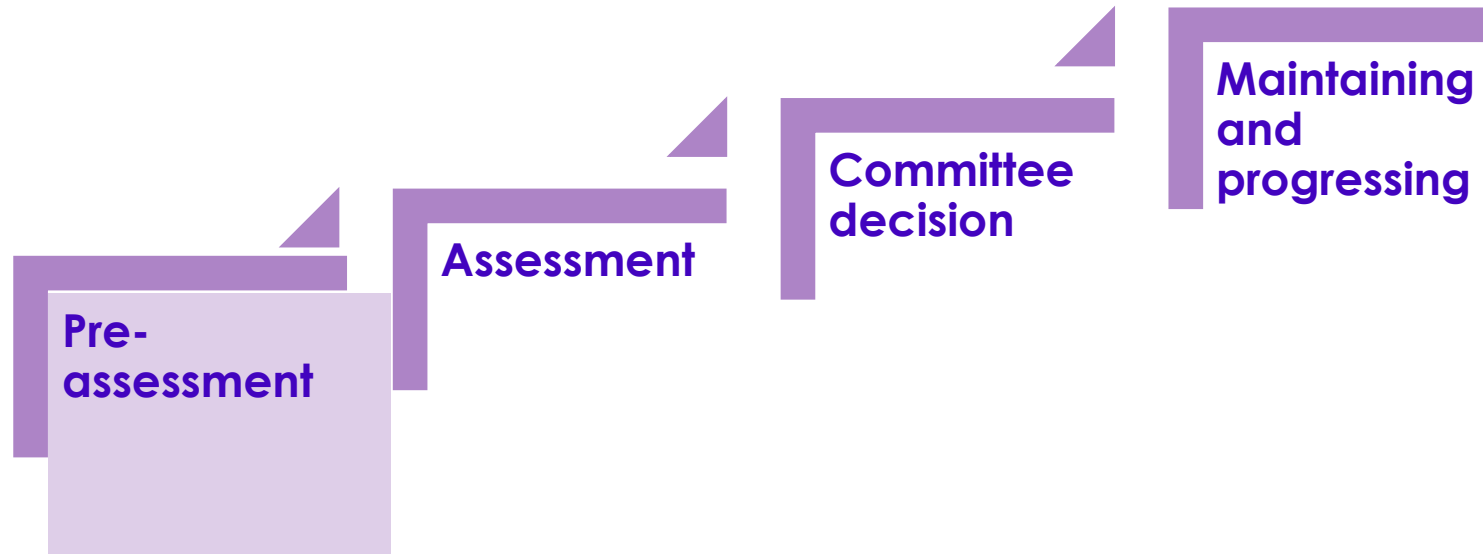 Pre-
assessment
Assessment
Committee
decision
Maintaining
and
progressing